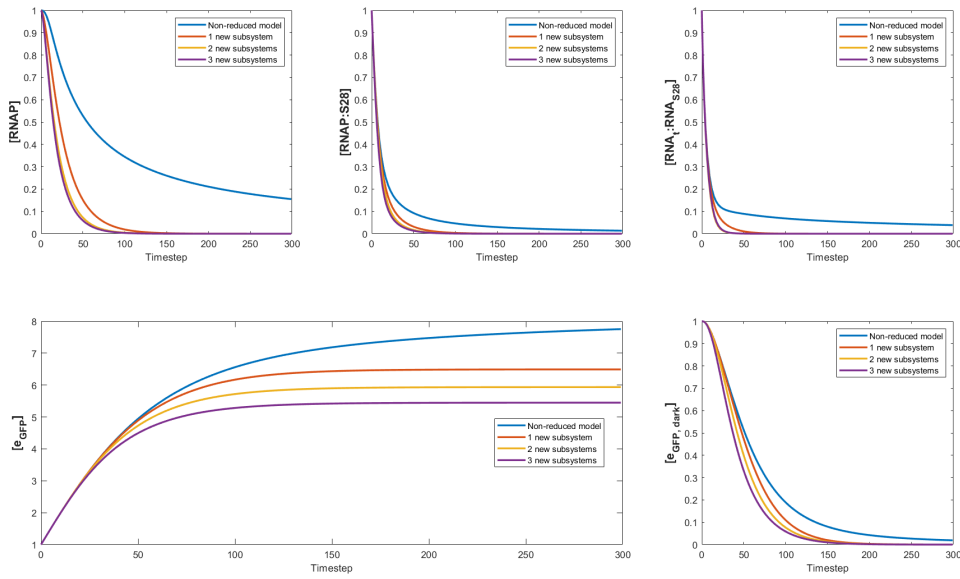 [RNAP]
1
0.9
0.8
0.7
0.6
0.5
0.4
0.3
0.2
0.1
0
0 50 100 150 200 250 300
Timestep
Non-reduced model
1 new subsystem
2 new subsystems
3 new subsystems
[RNAP:S28]
1
0.9
0.8
0.7
0.6
0.5
0.4
0.3
0.2
0.1
0
0 50 100 150 200 250 300
Timestep
Non-reduced model
1 new subsystem
2 new subsystems
3 new subsystems
[RNAt:RNAS28]
1
0.9
0.8
0.7
0.6
0.5
0.4
0.3
0.2
0.1
0
0 50 100 150 200 250 300
Timestep
Non-reduced model
1 new subsystem
2 new subsystems
3 new subsystems
[eGFP]
8
7
6
5
4
3
2
1
0 50 100 150 200 250 300
Timestep
Non-reduced model
1 new subsystem
2 new subsystems
3 new subsystems
[eGFP, dark]
1
0.9
0.8
0.7
0.6
0.5
0.4
0.3
0.2
0.1
0
0 50 100 150 200 250 300
Timestep
Non-reduced model
1 new subsystem
2 new subsystems
3 new subsystems